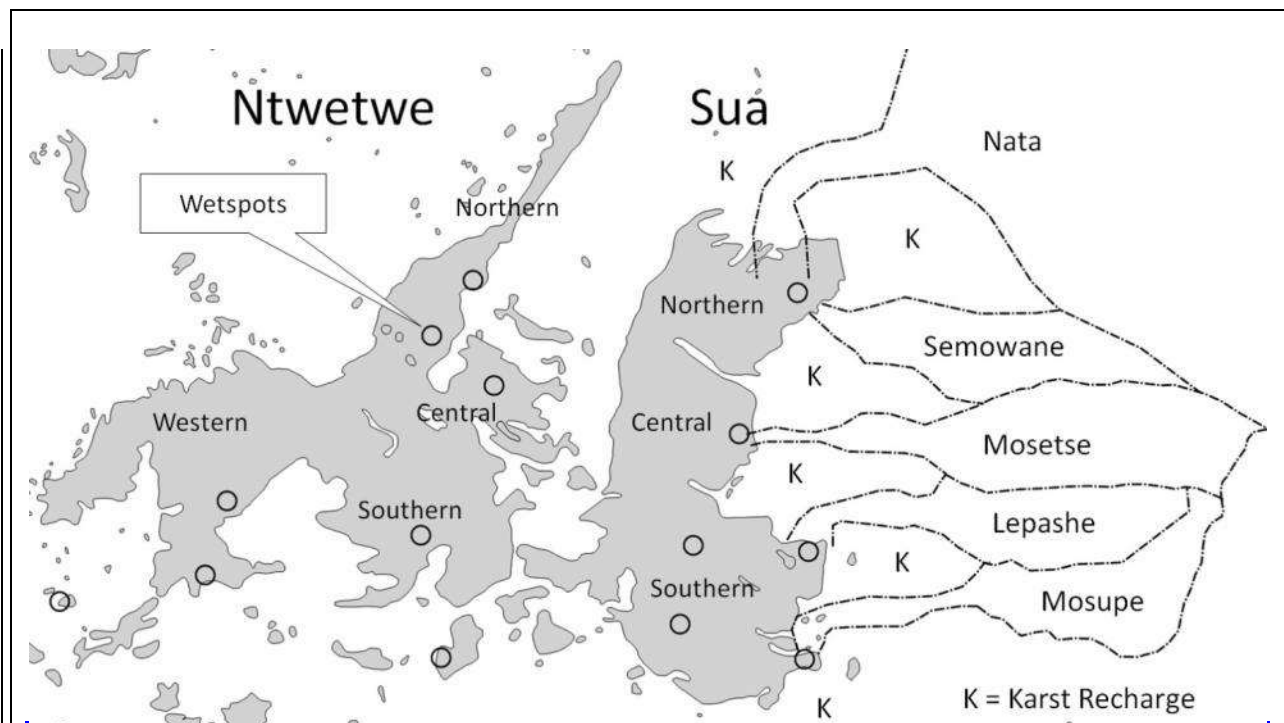 Ntwetwe
Sua
Nata
K
Wetspots
Northern
K
Northern
Semowane
K
Western
Central
Central
Mosetse
K
Southern
Lepashe
K
Southern
Mosupe
K = Karst Recharge
K